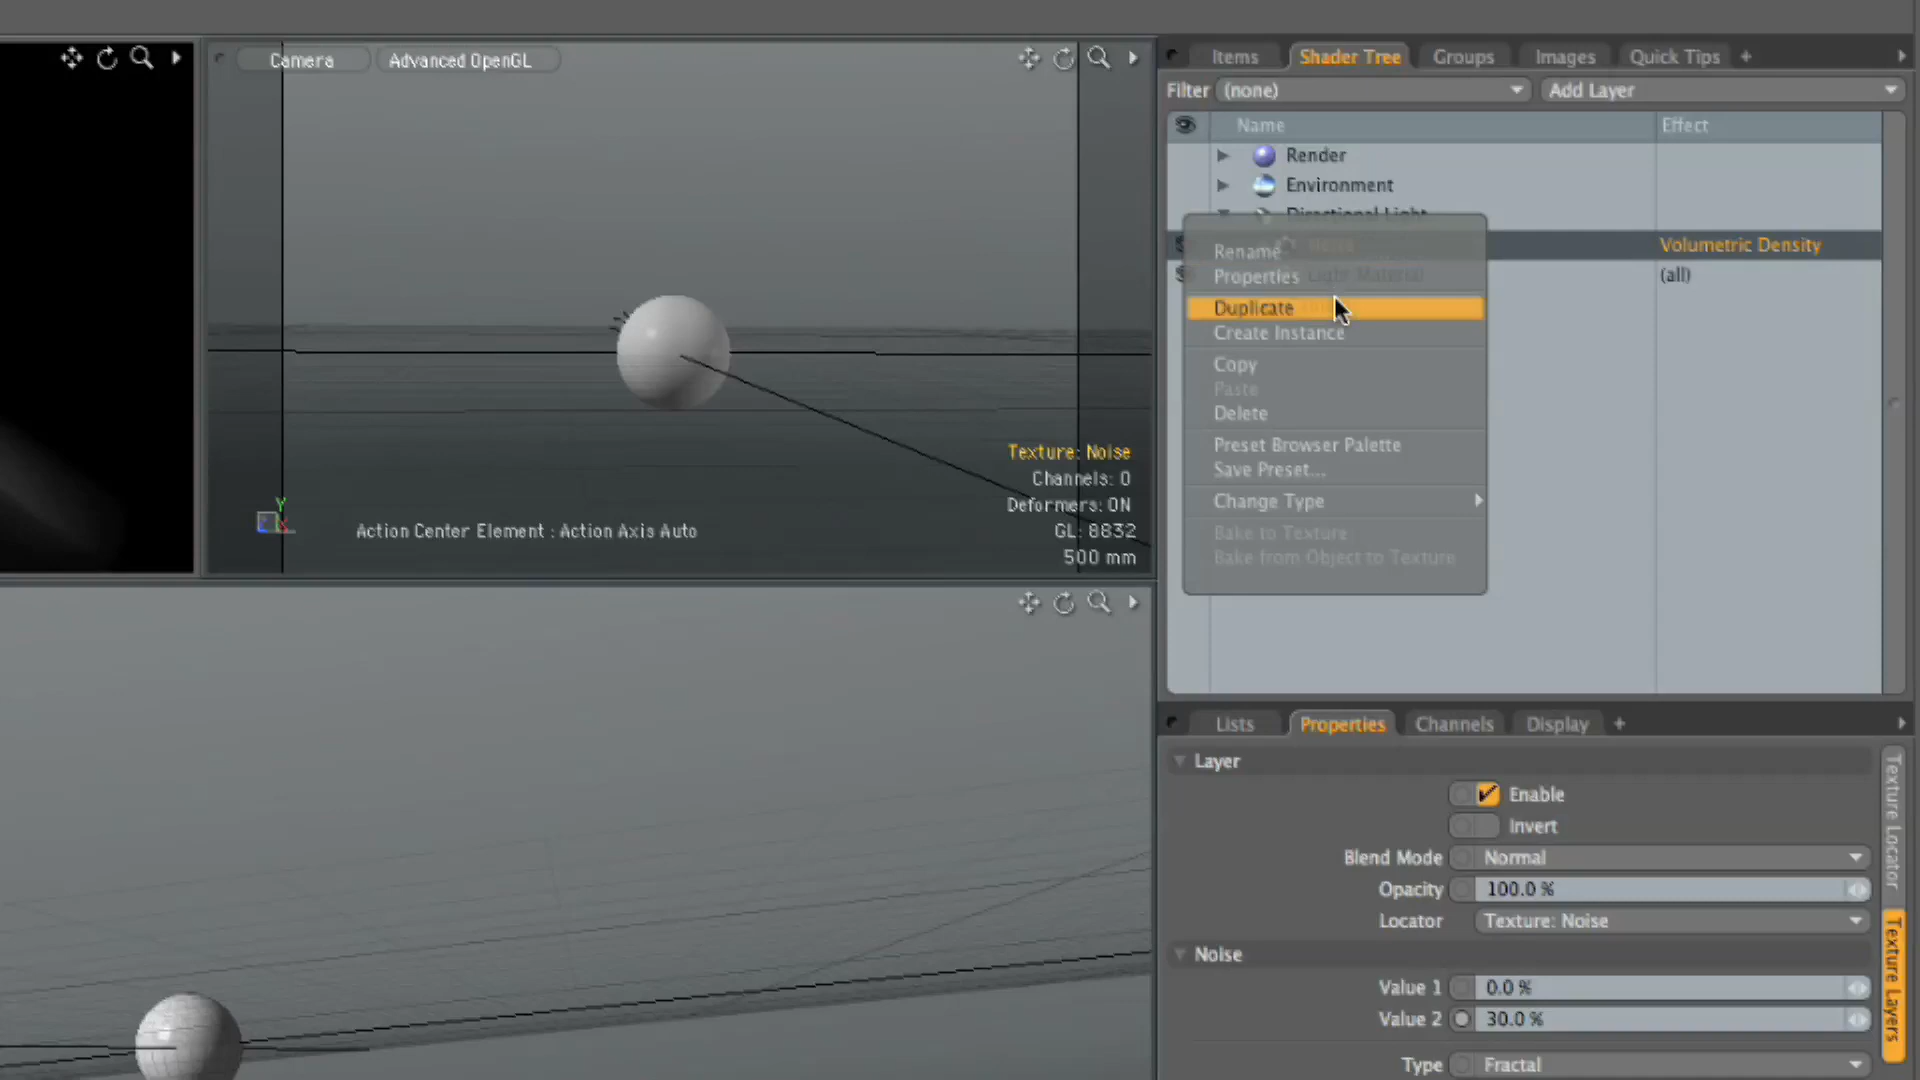 Camera
Advanced OpenGL
Texture: Noise
Channels: 0
Deformers: ON
GL: 8832
500 mm
Y
Action Center Element : Action Axis Auto
Items
Shader Tree
Groups
Images
Quick Tips +
Filter (none)
Add Layer
Name
Effect
Render
Environment
Directional Light
Volumetric Density
Light Material
(all)
Rename
Properties
Duplicate
Create Instance
Copy
Paste
Delete
Preset Browser Palette
Save Preset...
Change Type
Bake to Texture
Bake from Object to Texture
Lists
Properties
Channels
Display +
Layer
Enable
Invert
Blend Mode Normal
Opacity 100.0 %
Locator Texture: Noise
Noise
Value 1 0.0 %
Value 2 30.0 %
Type Fractal
Texture Locator
Texture Layers